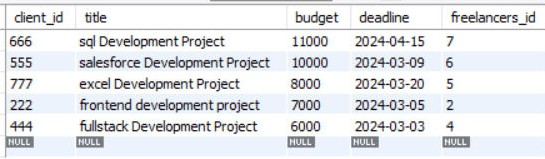 client_id title budget deadline freelancers_id
666 sql Development Project 11000 2024-04-15 7
555 salesforce Development Project 10000 2024-03-09 6
777 excel Development Project 8000 2024-03-20 5
222 frontend development project 7000 2024-03-05 2
444 fullstack Development Project 6000 2024-03-03 4
NULL NULL NULL NULL NULL